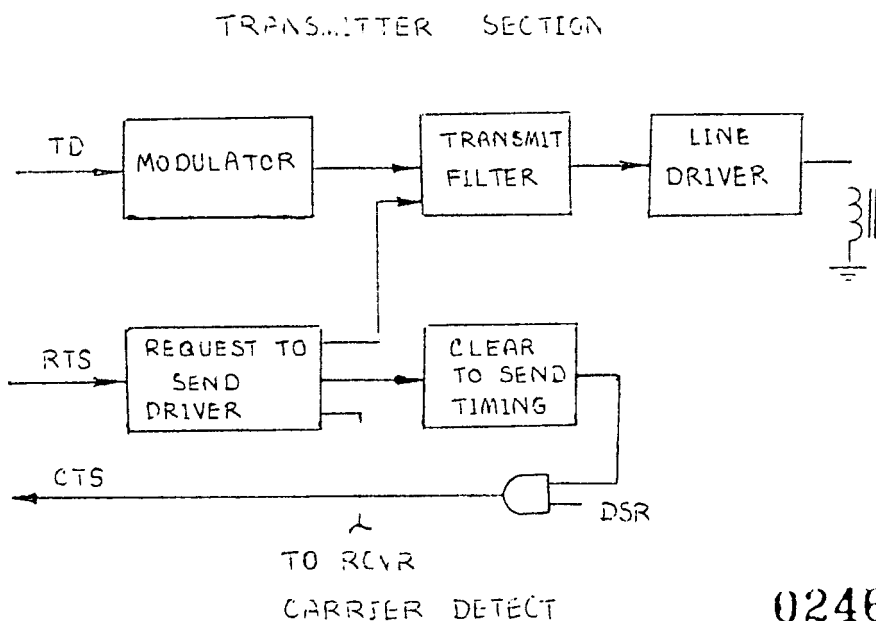 TRANSMITTER SECTION
TD
MODULATOR
TRANSMIT
FILTER
LINE
DRIVER
RTS
REQUEST TO
SEND
DRIVER
CLEAR
TO SEND
TIMING
CTS
DSR
TO RCVR
CARRIER DETECT
0246